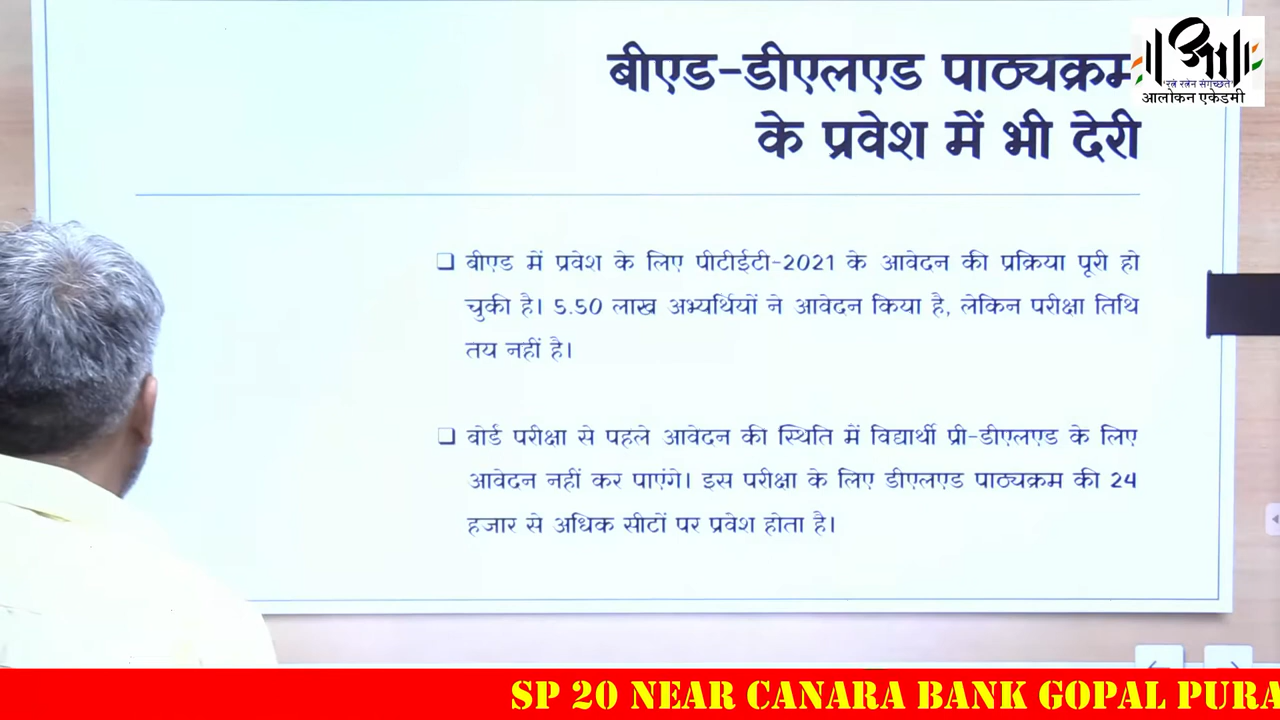 बीएड-डीएलएड पाठ्यक्रम
के प्रवेश में भी देरी
आलोकन एकेडमी
❑ बीएड में प्रवेश के लिए पीटीईटी-2021 के आवेदन की प्रक्रिया पूरी हो
चुकी है। 5.50 लाख अभ्यर्थियों ने आवेदन किया है, लेकिन परीक्षा तिथि
तय नहीं है।
❑ बोर्ड परीक्षा से पहले आवेदन की स्थिति में विद्यार्थी प्री-डीएलएड के लिए
आवेदन नहीं कर पाएंगे। इस परीक्षा के लिए डीएलएड पाठ्यक्रम की 24
हजार से अधिक सीटों पर प्रवेश होता है।
SP 20 NEAR CANARA BANK GOPAL PURA